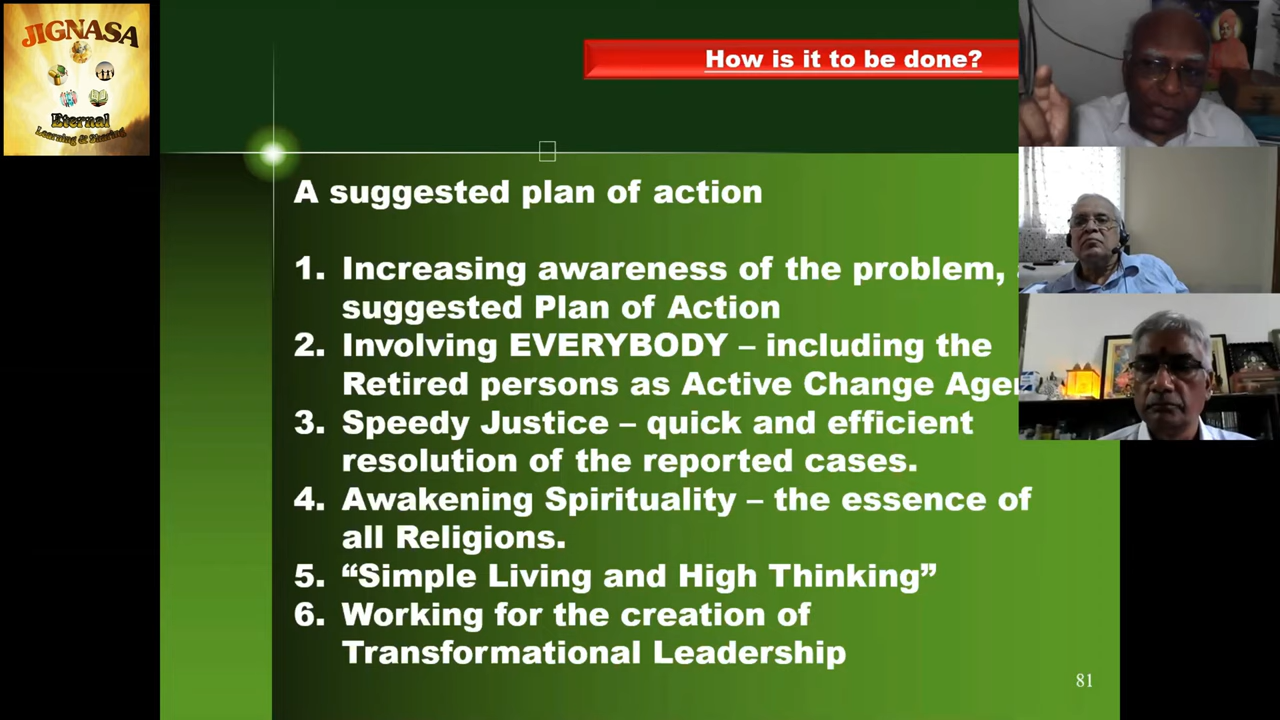 JIGNASA
Eternal
Learning & Sharing
How is it to be done?
A suggested plan of action
1. Increasing awareness of the problem,
suggested Plan of Action
2. Involving EVERYBODY – including the
Retired persons as Active Change
3. Speedy Justice – quick and efficient
resolution of the reported cases.
4. Awakening Spirituality – the essence of
all Religions.
5. “Simple Living and High Thinking”
6. Working for the creation of
Transformational Leadership
81